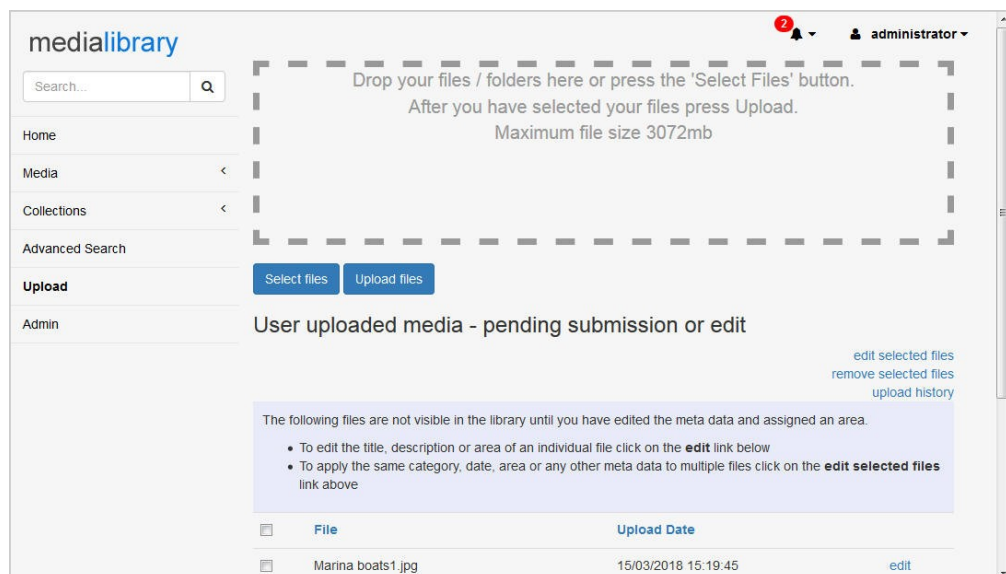 medialibrary
2
administrator
Search...
Home
Media
Collections
Advanced Search
Upload
Admin
Drop your files / folders here or press the 'Select Files' button.
After you have selected your files press Upload.
Maximum file size 3072mb
Select files
Upload files
User uploaded media - pending submission or edit
edit selected files
remove selected files
upload history
The following files are not visible in the library until you have edited the meta data and assigned an area.
• To edit the title, description or area of an individual file click on the edit link below
• To apply the same category, date, area or any other meta data to multiple files click on the edit selected files
link above
File Upload Date
Marina boats1.jpg 15/03/2018 15:19:45 edit